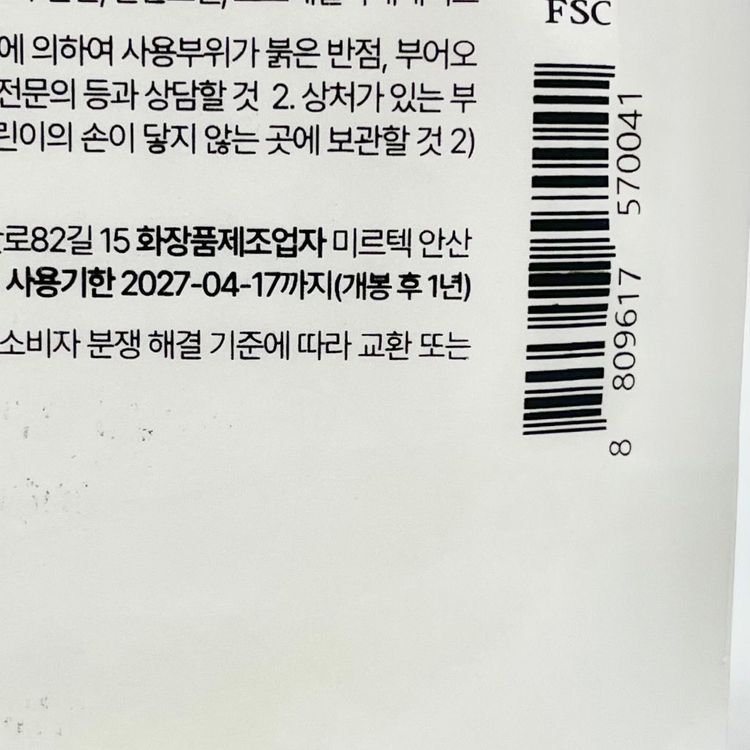 에 의하여 사용부위가 붉은 반점, 부어오
전문의 등과 상담할 것 2. 상처가 있는 부
린이의 손이 닿지 않는 곳에 보관할 것 2)
로82길 15 화장품제조업자 미르텍 안산
사용기한 2027-04-17까지(개봉 후 1년)
소비자 분쟁 해결 기준에 따라 교환 또는
FSC
8 809617 570041